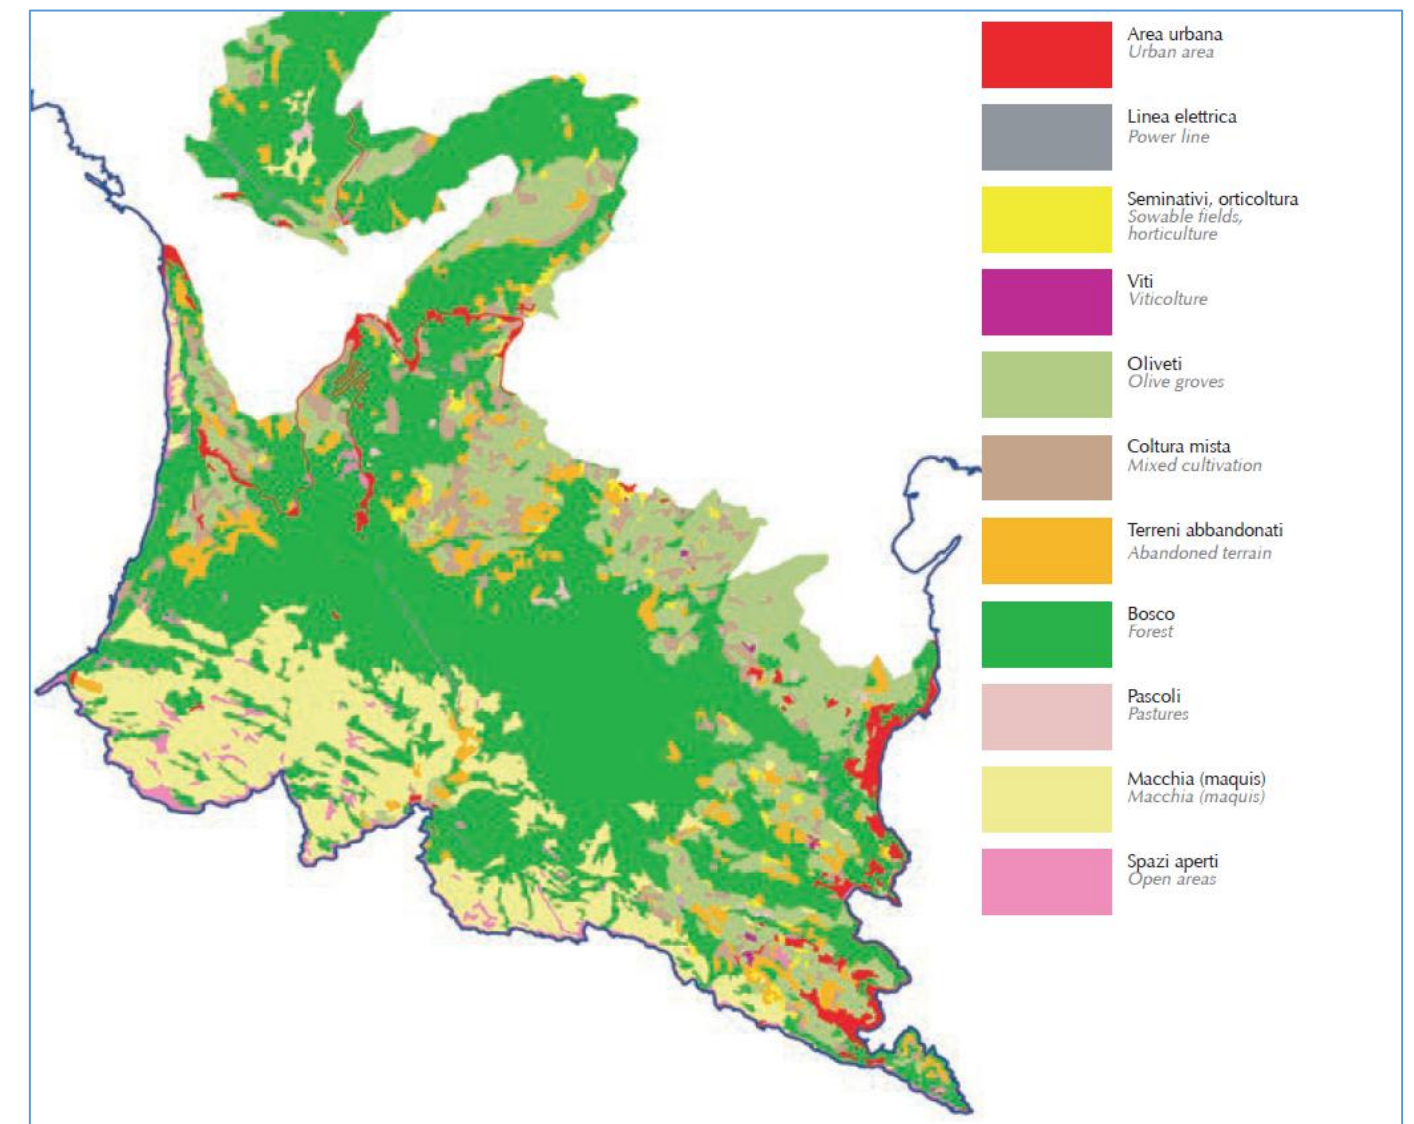 Area urbana
Urban area
Linea elettrica
Power line
Seminativi, orticoltura
Sowable fields,
horticulture
Viti
Viticolture
Oliveti
Olive groves
Coltura mista
Mixed cultivation
Terreni abbandonati
Abandoned terrain
Bosco
Forest
Pascoli
Pastures
Macchia (maquis)
Macchia (maquis)
Spazi aperti
Open areas